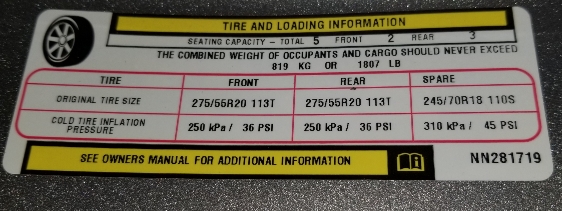 TIRE AND LOADING INFORMATION
SEATING CAPACITY - TOTAL 5 FRONT 2 REAR 3
THE COMBINED WEIGHT OF OCCUPANTS AND CARGO SHOULD NEVER EXCEED
819 KG OR 1807 LB
TIRE FRONT REAR SPARE
ORIGINAL TIRE SIZE 275/55R20 113T 275/55R20 113T 245/70R18 110S
COLD TIRE INFLATION
PRESSURE 250 kPa / 36 PSI 250 kPa / 36 PSI 310 kPa / 45 PSI
SEE OWNERS MANUAL FOR ADDITIONAL INFORMATION NN281719